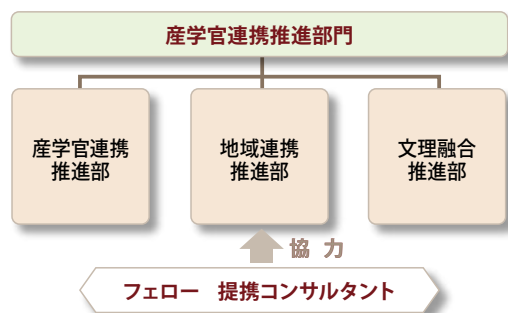 産学官連携推進部門
産学官連携
推進部
地域連携
推進部
文理融合
推進部
協 力
フェロー 提携コンサルタント